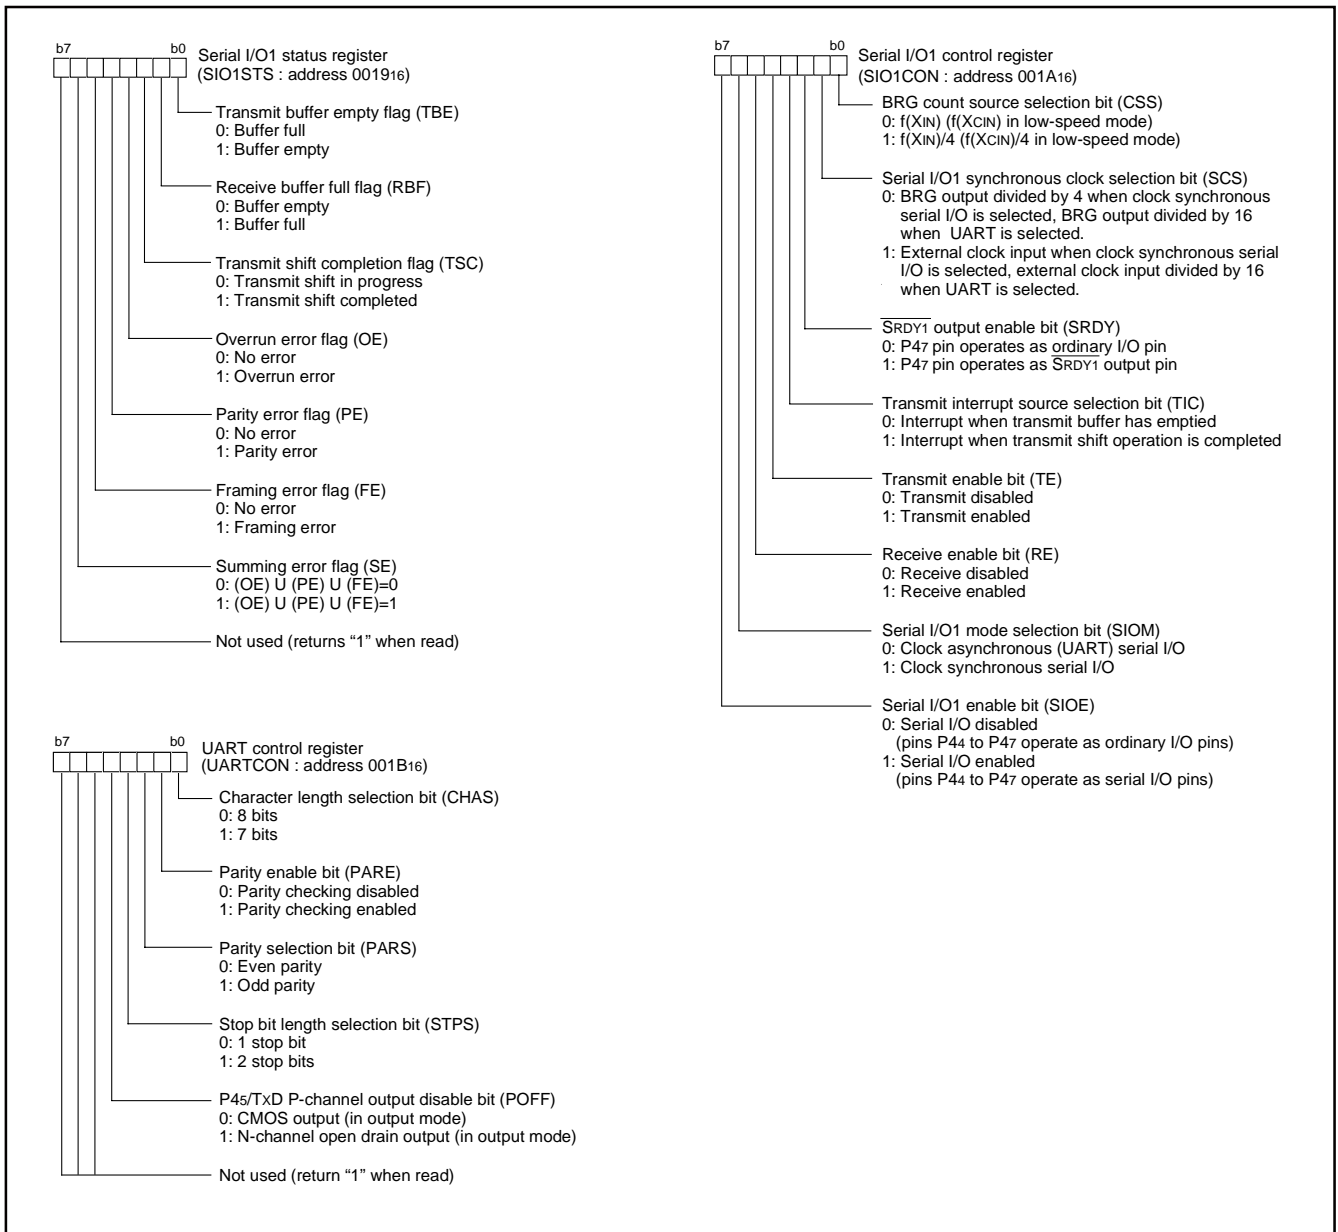 b7 b0 Serial I/O1 status register
(SIO1STS : address 001916)
Transmit buffer empty flag (TBE)
0: Buffer full
1: Buffer empty
Receive buffer full flag (RBF)
0: Buffer empty
1: Buffer full
Transmit shift completion flag (TSC)
0: Transmit shift in progress
1: Transmit shift completed
Overrun error flag (OE)
0: No error
1: Overrun error
Parity error flag (PE)
0: No error
1: Parity error
Framing error flag (FE)
0: No error
1: Framing error
Summing error flag (SE)
0: (OE) U (PE) U (FE)=0
1: (OE) U (PE) U (FE)=1
Not used (returns “1” when read)
b7 b0 UART control register
(UARTCON : address 001B16)
Character length selection bit (CHAS)
0: 8 bits
1: 7 bits
Parity enable bit (PARE)
0: Parity checking disabled
1: Parity checking enabled
Parity selection bit (PARS)
0: Even parity
1: Odd parity
Stop bit length selection bit (STPS)
0: 1 stop bit
1: 2 stop bits
P45/TXD P-channel output disable bit (POFF)
0: CMOS output (in output mode)
1: N-channel open drain output (in output mode)
Not used (return “1” when read)
b7 b0 Serial I/O1 control register
(SIO1CON : address 001A16)
BRG count source selection bit (CSS)
0: f(XIN) (f(XCIN) in low-speed mode)
1: f(XIN)/4 (f(XCIN)/4 in low-speed mode)
Serial I/O1 synchronous clock selection bit (SCS)
0: BRG output divided by 4 when clock synchronous
serial I/O is selected, BRG output divided by 16
when UART is selected.
1: External clock input when clock synchronous serial
I/O is selected, external clock input divided by 16
when UART is selected.
SRDY1 output enable bit (SRDY)
0: P47 pin operates as ordinary I/O pin
1: P47 pin operates as SRDY1 output pin
Transmit interrupt source selection bit (TIC)
0: Interrupt when transmit buffer has emptied
1: Interrupt when transmit shift operation is completed
Transmit enable bit (TE)
0: Transmit disabled
1: Transmit enabled
Receive enable bit (RE)
0: Receive disabled
1: Receive enabled
Serial I/O1 mode selection bit (SIOM)
0: Clock asynchronous (UART) serial I/O
1: Clock synchronous serial I/O
Serial I/O1 enable bit (SIOE)
0: Serial I/O disabled
(pins P44 to P47 operate as ordinary I/O pins)
1: Serial I/O enabled
(pins P44 to P47 operate as serial I/O pins)